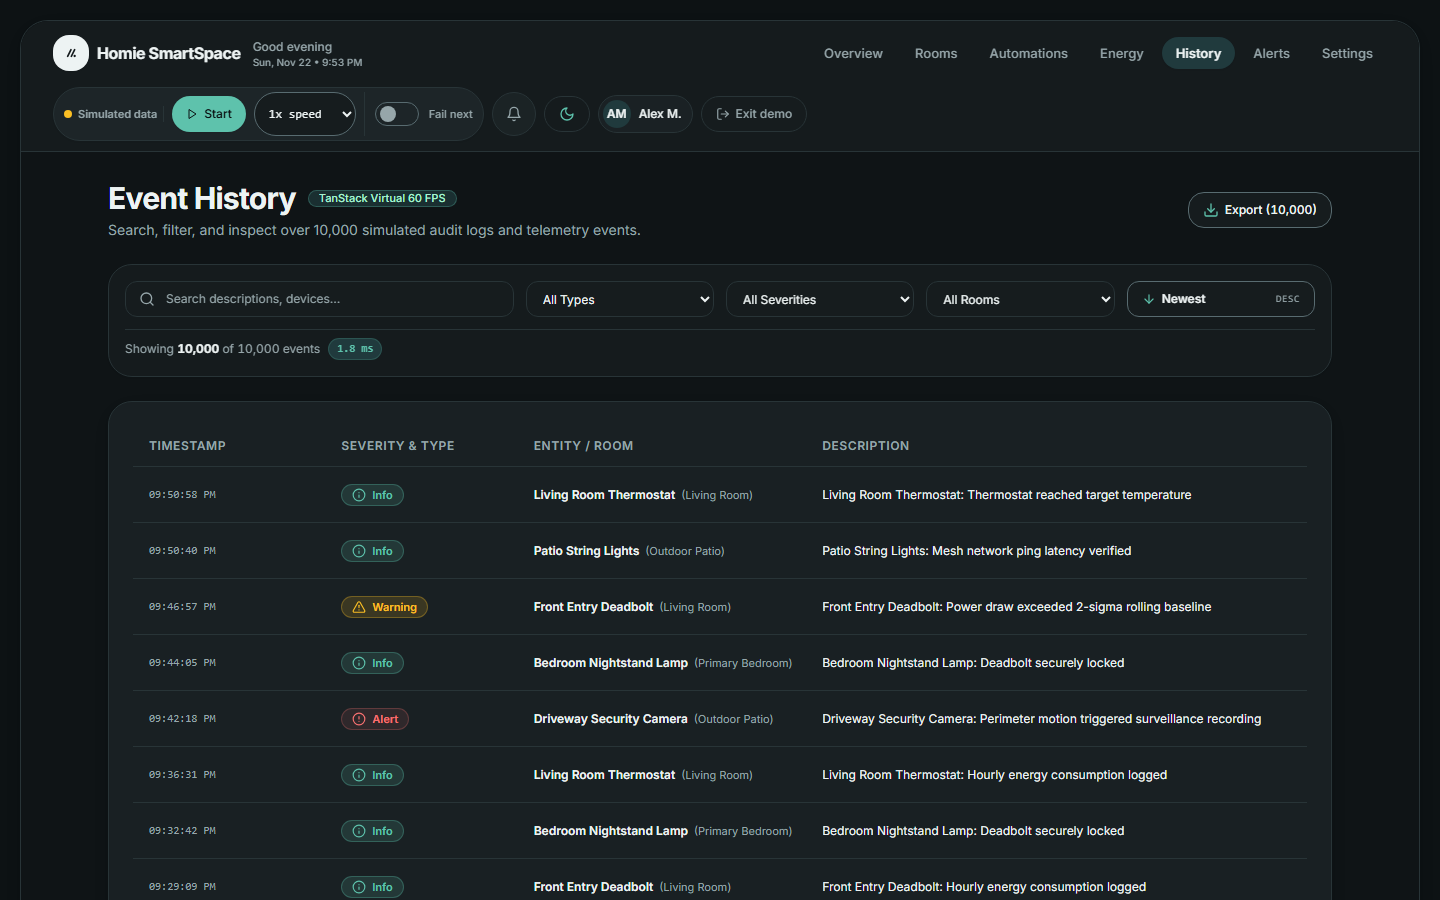 Homie SmartSpace
Good evening
Sun, Nov 22 • 9:53 PM
Overview
Rooms
Automations
Energy
History
Alerts
Settings
Simulated data
Start
1x speed
Fail next
AM
Alex M.
Exit demo
Event History
TanStack Virtual 60 FPS
Search, filter, and inspect over 10,000 simulated audit logs and telemetry events.
Export (10,000)
Search descriptions, devices...
All Types
All Severities
All Rooms
Newest
DESC
Showing 10,000 of 10,000 events
1.8 ms
TIMESTAMP SEVERITY & TYPE ENTITY / ROOM DESCRIPTION
09:50:58 PM Info Living Room Thermostat (Living Room) Living Room Thermostat: Thermostat reached target temperature
09:50:40 PM Info Patio String Lights (Outdoor Patio) Patio String Lights: Mesh network ping latency verified
09:46:57 PM Warning Front Entry Deadbolt (Living Room) Front Entry Deadbolt: Power draw exceeded 2-sigma rolling baseline
09:44:05 PM Info Bedroom Nightstand Lamp (Primary Bedroom) Bedroom Nightstand Lamp: Deadbolt securely locked
09:42:18 PM Alert Driveway Security Camera (Outdoor Patio) Driveway Security Camera: Perimeter motion triggered surveillance recording
09:36:31 PM Info Living Room Thermostat (Living Room) Living Room Thermostat: Hourly energy consumption logged
09:32:42 PM Info Bedroom Nightstand Lamp (Primary Bedroom) Bedroom Nightstand Lamp: Deadbolt securely locked
09:29:09 PM Info Front Entry Deadbolt (Living Room) Front Entry Deadbolt: Hourly energy consumption logged